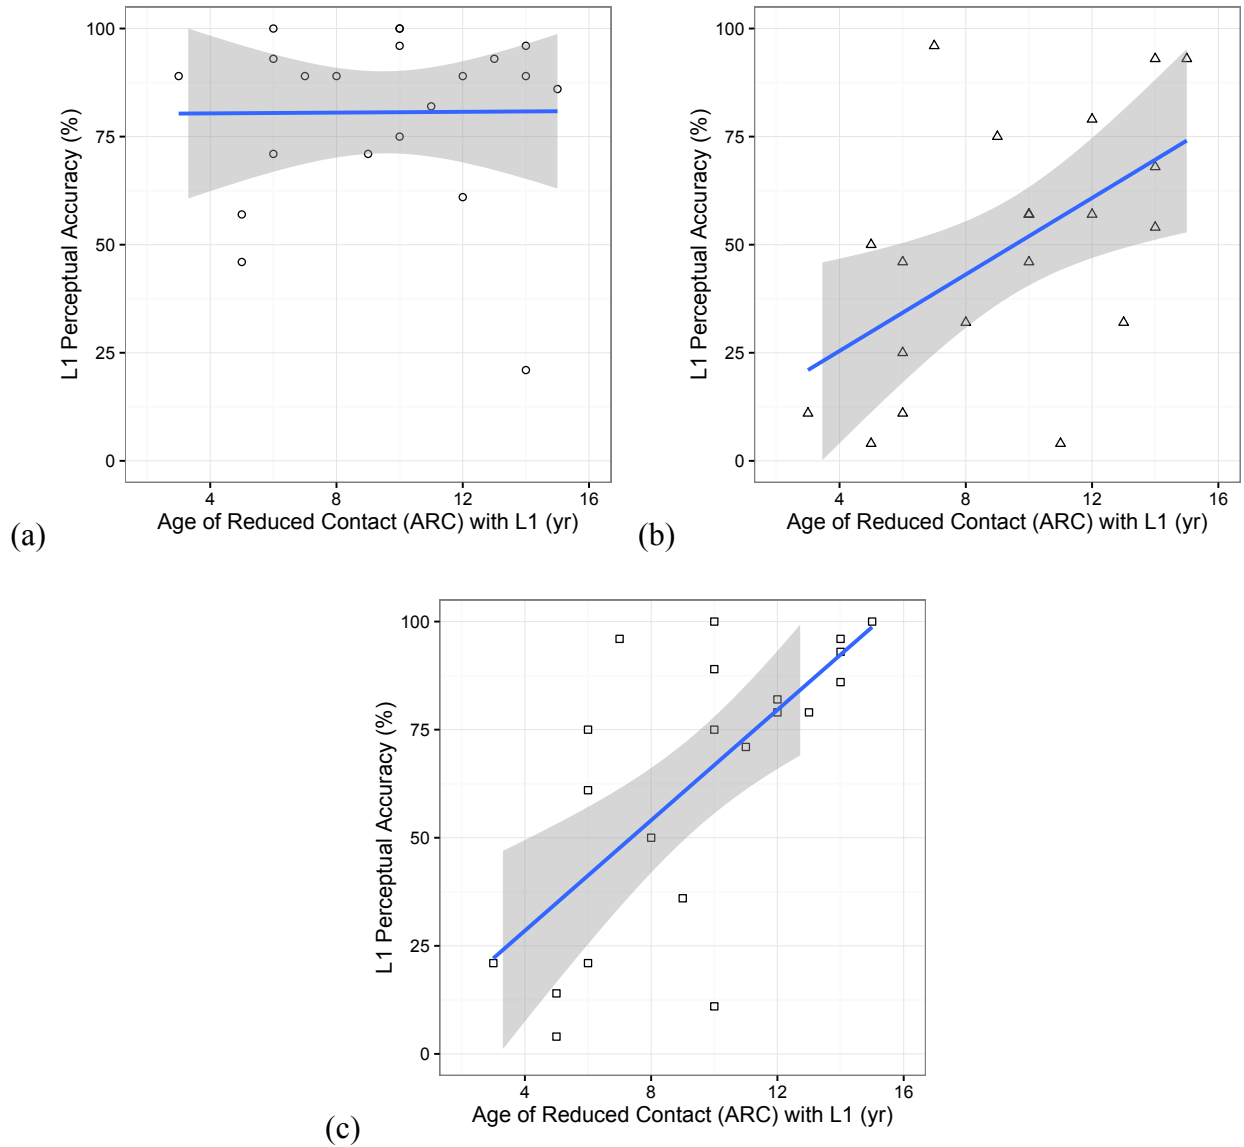 100
75
50
25
0
L1 Perceptual Accuracy (%)
4 8 12 16
Age of Reduced Contact (ARC) with L1 (yr)
(a)
100
75
50
25
0
L1 Perceptual Accuracy (%)
4 8 12 16
Age of Reduced Contact (ARC) with L1 (yr)
(b)
100
75
50
25
0
L1 Perceptual Accuracy (%)
4 8 12 16
Age of Reduced Contact (ARC) with L1 (yr)
(c)